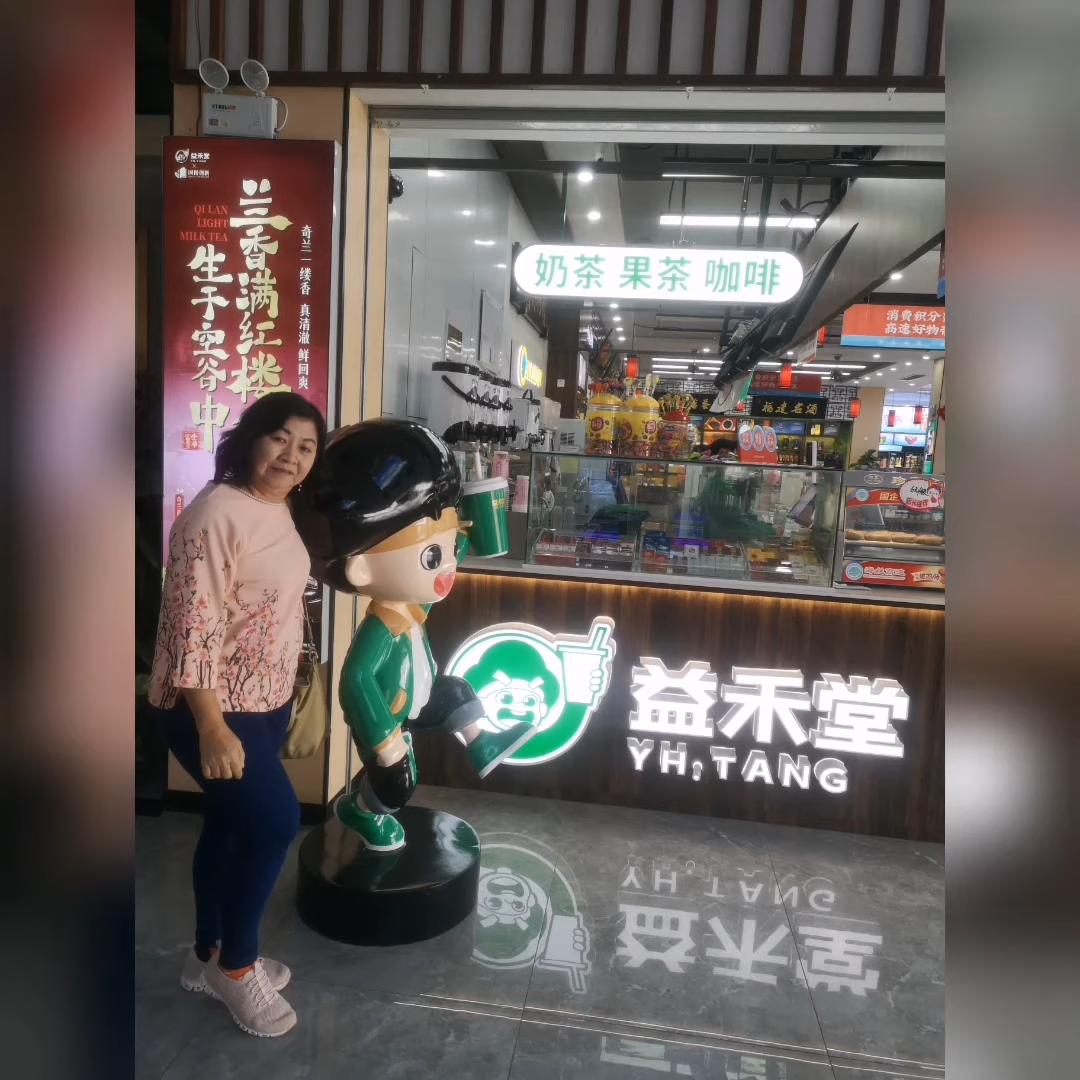 益禾堂
兰香满红楼
生于空谷中
QI LAN
LIGHT
MILK TEA
奇兰一缕香 真清澈 鲜回爽
奶茶 果茶 咖啡
消费积分
高速好物
福建名酒
益禾堂
YH.TANG